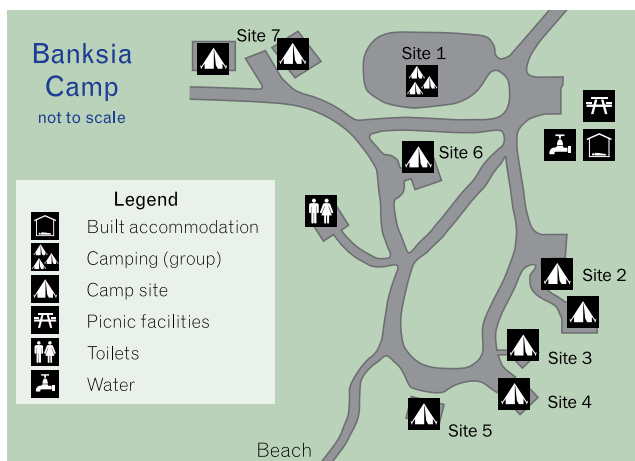 Banksia
Camp
not to scale
Site 7
Site 1
Site 6
Site 2
Site 3
Site 4
Site 5
Beach
Legend
Built accommodation
Camping (group)
Camp site
Picnic facilities
Toilets
Water